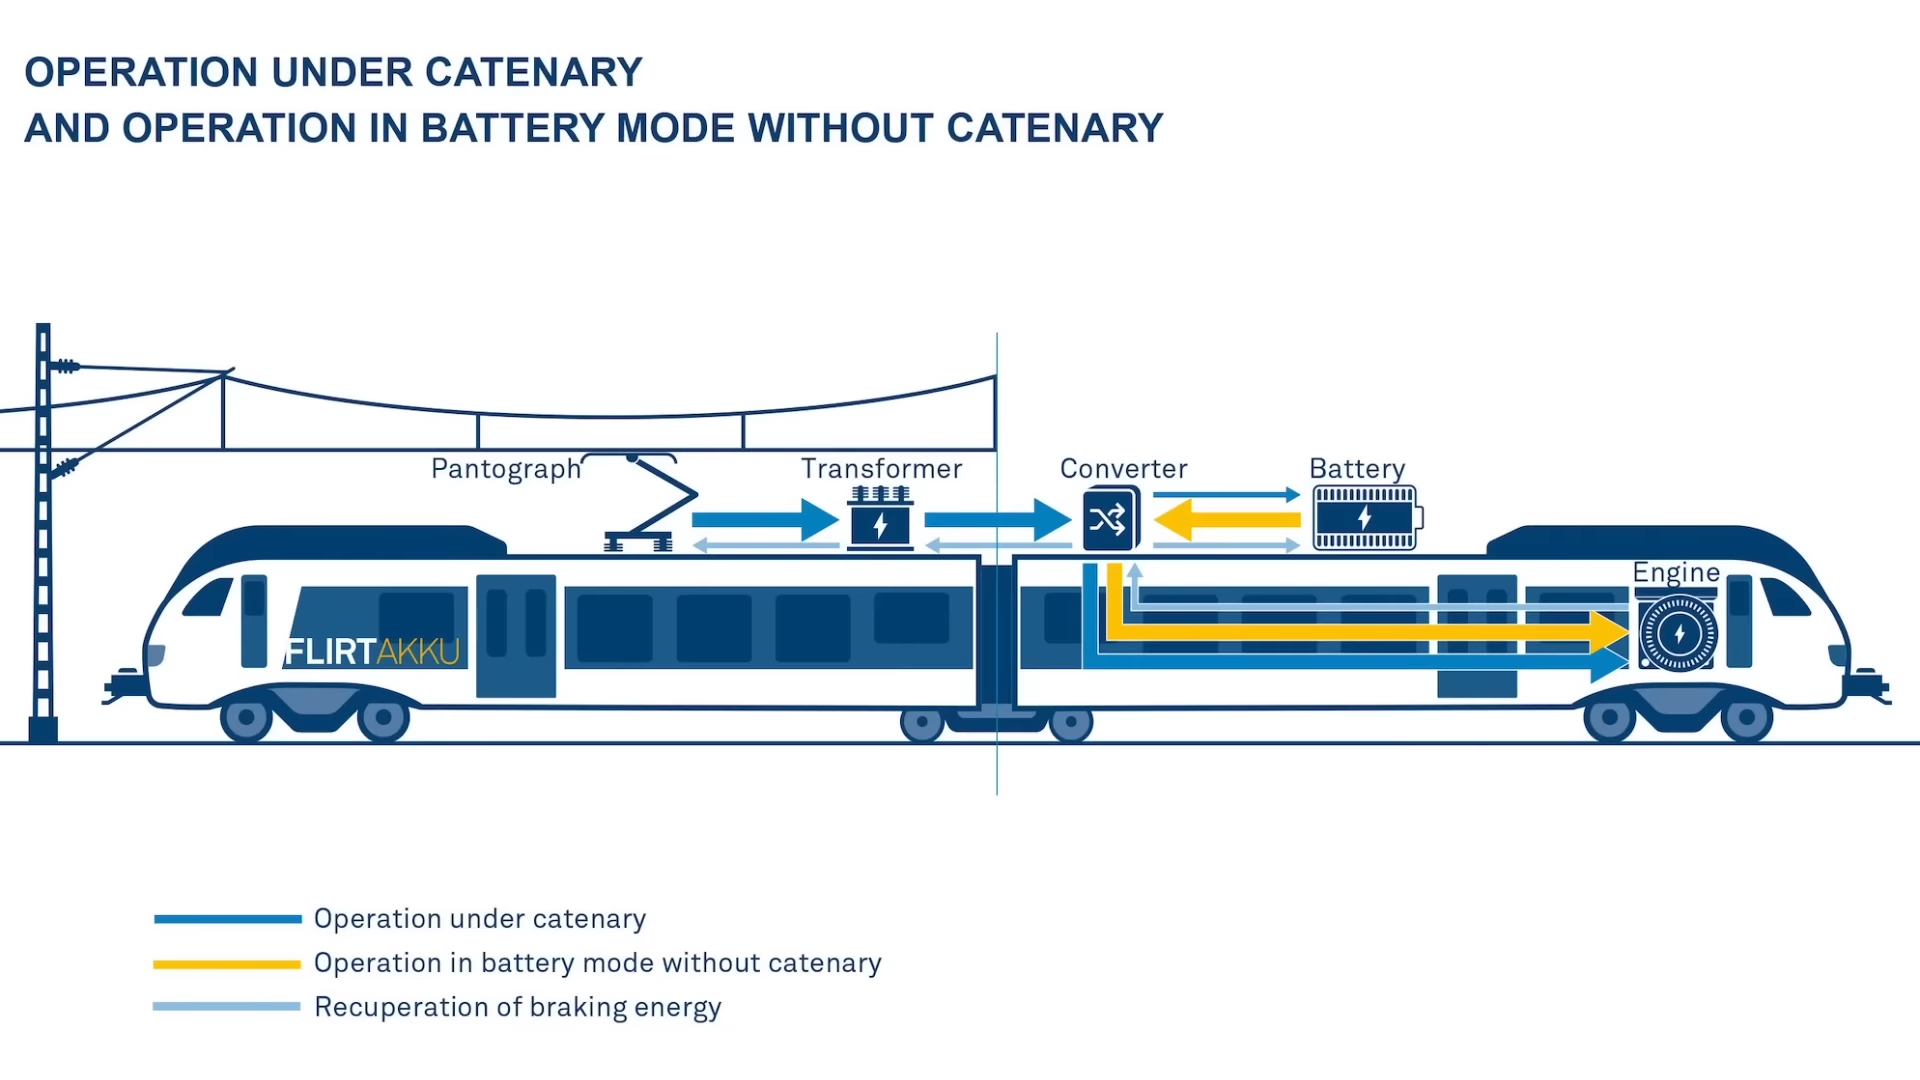 OPERATION UNDER CATENARY
AND OPERATION IN BATTERY MODE WITHOUT CATENARY
Pantograph
Transformer
Converter
Battery
Engine
FLIRTAKKU
Operation under catenary
Operation in battery mode without catenary
Recuperation of braking energy